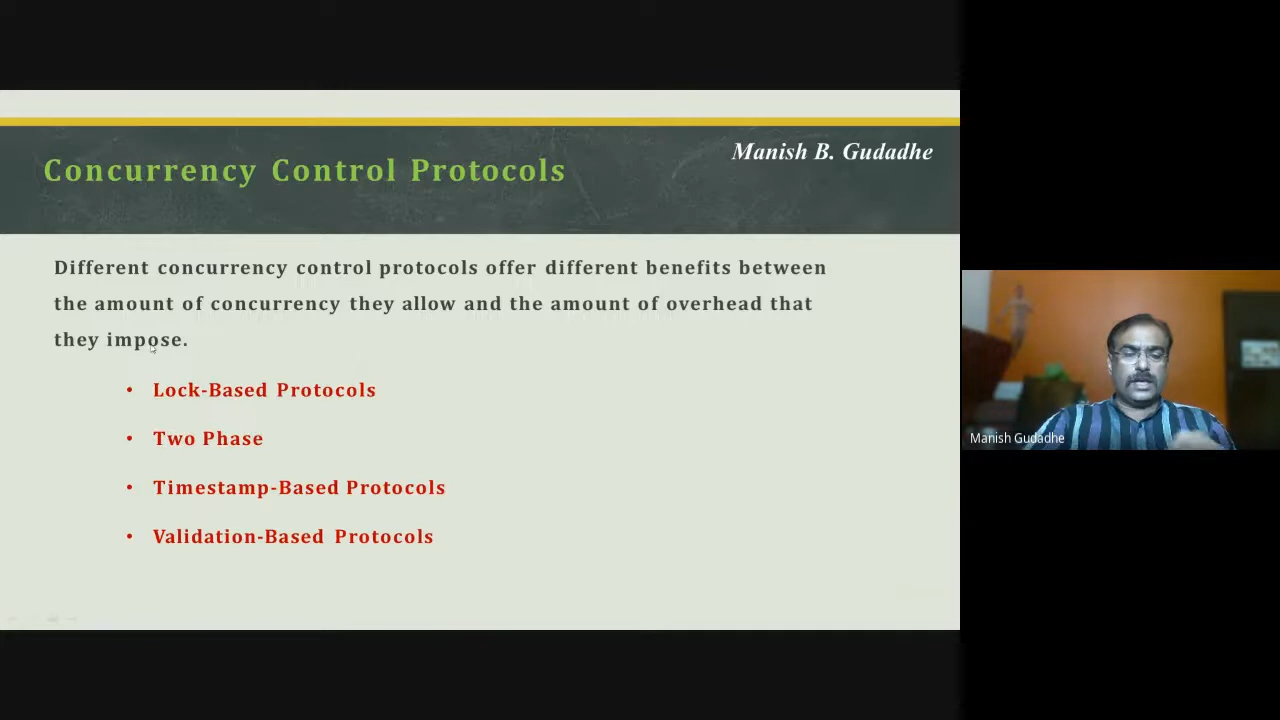 Manish B. Gudadhe
Concurrency Control Protocols
Different concurrency control protocols offer different benefits between
the amount of concurrency they allow and the amount of overhead that
they impose.
• Lock-Based Protocols
• Two Phase
• Timestamp-Based Protocols
• Validation-Based Protocols
Manish Gudadhe